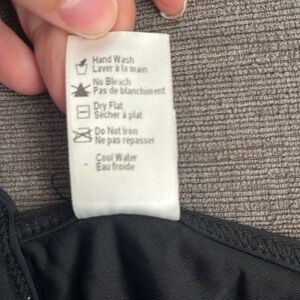 Hand Wash
Laver à la main
No Bleach
Pas de blanchiment
Dry Flat
Sécher à plat
Do Not Iron
Ne pas repasser
Cool Water
Eau froide